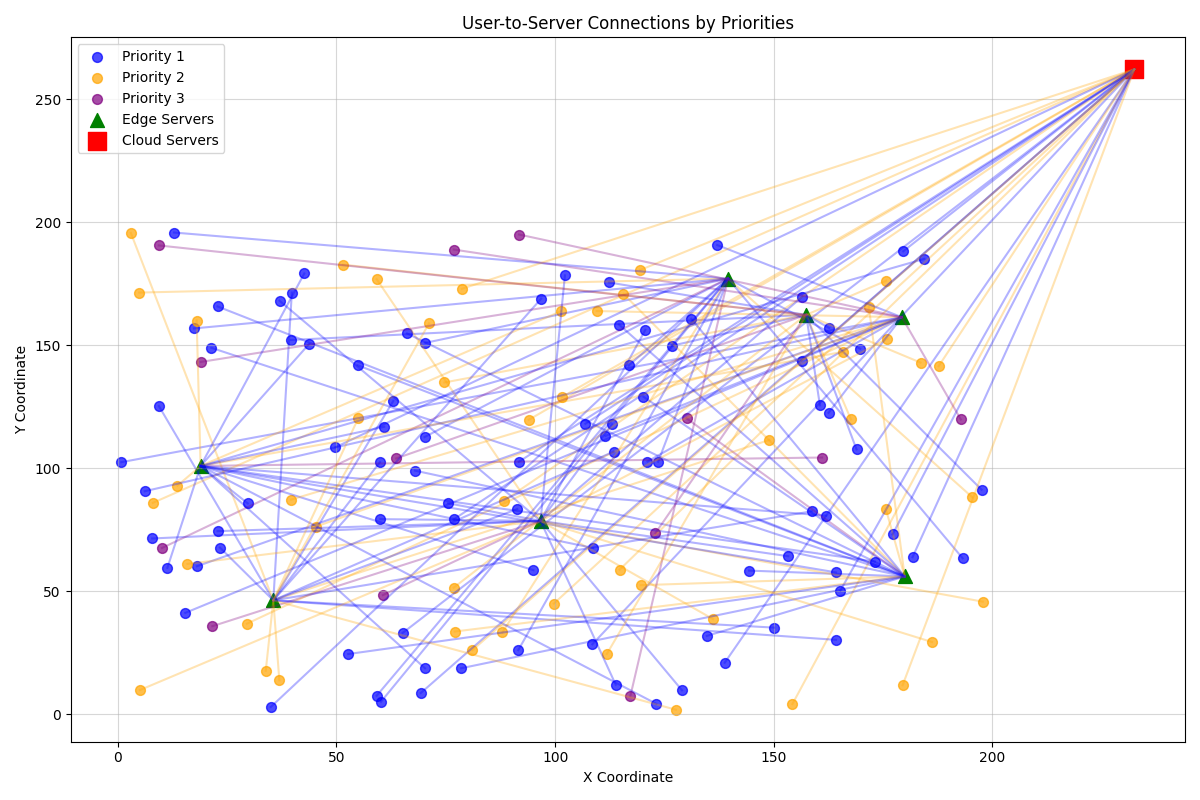 User-to-Server Connections by Priorities
Priority 1
Priority 2
Priority 3
Edge Servers
Cloud Servers
Y Coordinate
250
200
150
100
50
0
0 50 100 150 200
X Coordinate